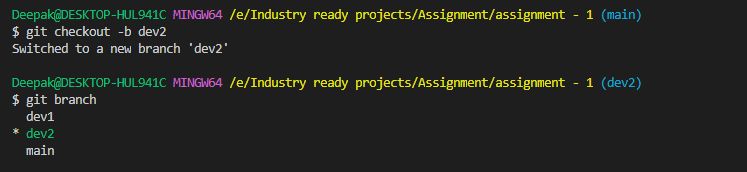 Deepak@DESKTOP-HUL941C MINGW64 /e/Industry ready projects/Assignment/assignment - 1 (main)
$ git checkout -b dev2
Switched to a new branch 'dev2'
Deepak@DESKTOP-HUL941C MINGW64 /e/Industry ready projects/Assignment/assignment - 1 (dev2)
$ git branch
dev1
* dev2
main